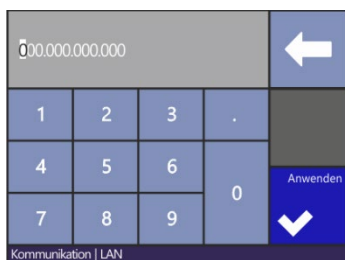 000.000.000.000
1 2 3 .
4 5 6
0
Anwenden
7 8 9
Kommunikation | LAN